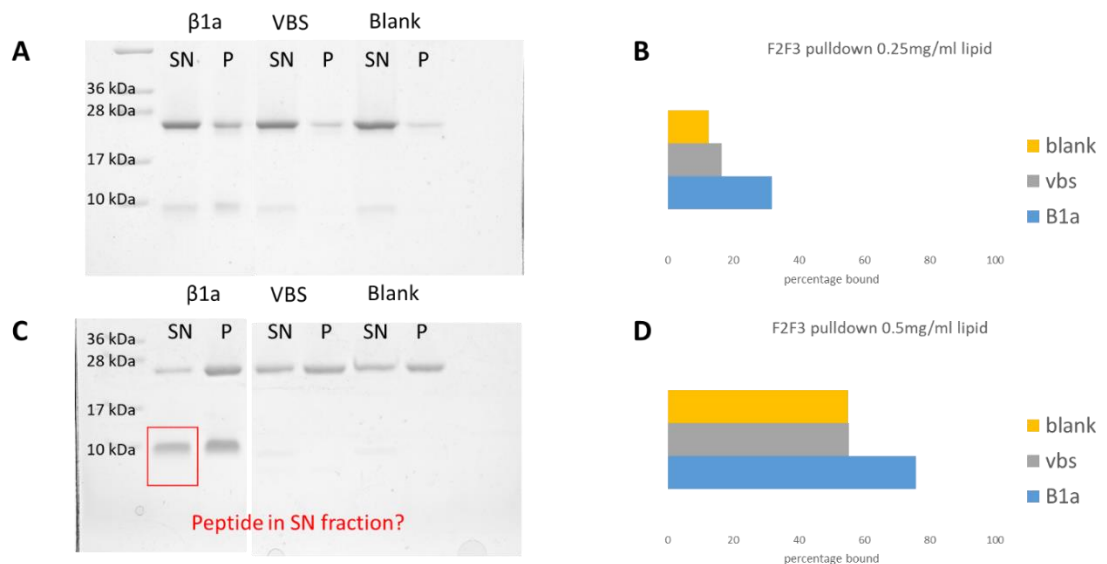 A
β1a VBS Blank
SN P SN P SN P
36 kDa
28 kDa
17 kDa
10 kDa
B
F2F3 pulldown 0.25mg/ml lipid
blank
vbs
B1a
0 20 40 60 80 100
percentage bound
β1a VBS Blank
C
SN P SN P SN P
36 kDa
28 kDa
17 kDa
10 kDa
Peptide in SN fraction?
D
F2F3 pulldown 0.5mg/ml lipid
blank
vbs
B1a
0 20 40 60 80 100
percentage bound